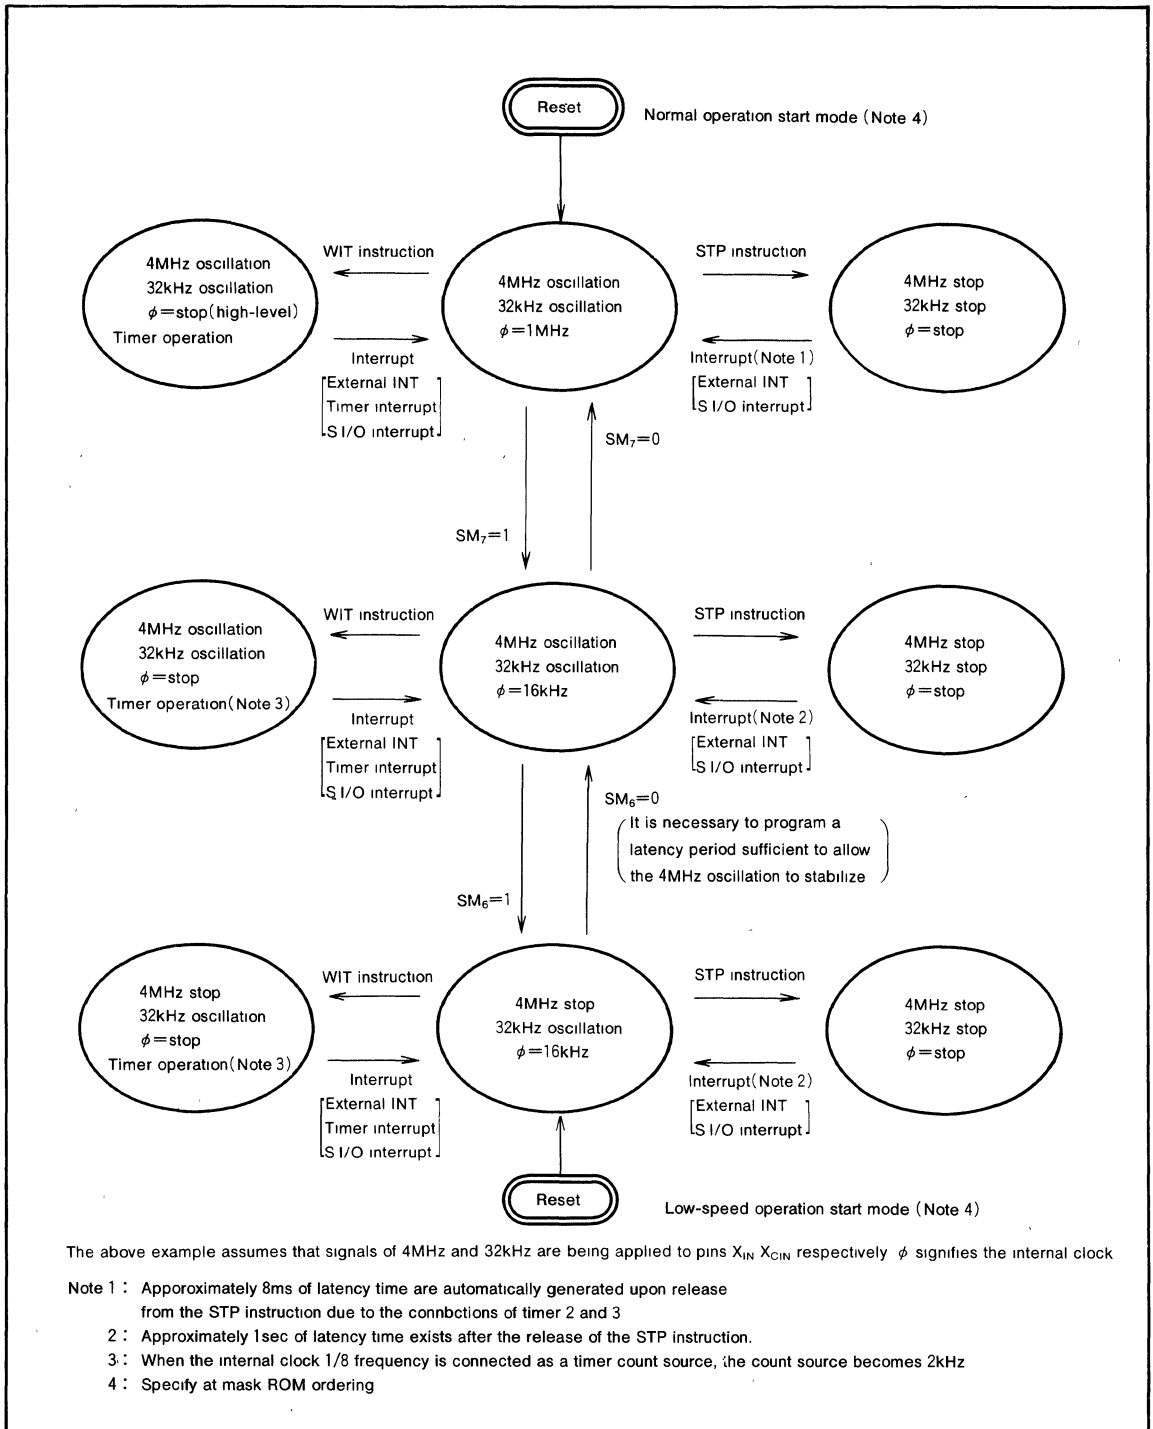 Reset
Normal operation start mode (Note 4)
4MHz oscillation
32kHz oscillation
φ=stop(high-level)
Timer operation
WIT instruction
Interrupt
External INT
Timer interrupt
S I/O interrupt
4MHz oscillation
32kHz oscillation
φ=1MHz
STP instruction
Interrupt(Note 1)
External INT
S I/O interrupt
4MHz stop
32kHz stop
φ=stop
SM₇=1
SM₇=0
4MHz oscillation
32kHz oscillation
φ=stop
Timer operation(Note 3)
WIT instruction
Interrupt
External INT
Timer interrupt
S I/O interrupt
4MHz oscillation
32kHz oscillation
φ=16kHz
STP instruction
Interrupt(Note 2)
External INT
S I/O interrupt
4MHz stop
32kHz stop
φ=stop
SM₆=1
SM₆=0
(It is necessary to program a
latency period sufficient to allow
the 4MHz oscillation to stabilize)
4MHz stop
32kHz oscillation
φ=stop
Timer operation(Note 3)
WIT instruction
Interrupt
External INT
Timer interrupt
S I/O interrupt
4MHz stop
32kHz oscillation
φ=16kHz
STP instruction
Interrupt(Note 2)
External INT
S I/O interrupt
4MHz stop
32kHz stop
φ=stop
Reset
Low-speed operation start mode (Note 4)
The above example assumes that signals of 4MHz and 32kHz are being applied to pins X_IN X_CIN respectively φ signifies the internal clock
Note 1 : Apporoximately 8ms of latency time are automatically generated upon release
from the STP instruction due to the connbctions of timer 2 and 3
2 : Approximately 1sec of latency time exists after the release of the STP instruction.
3 : When the internal clock 1/8 frequency is connected as a timer count source, the count source becomes 2kHz
4 : Specify at mask ROM ordering